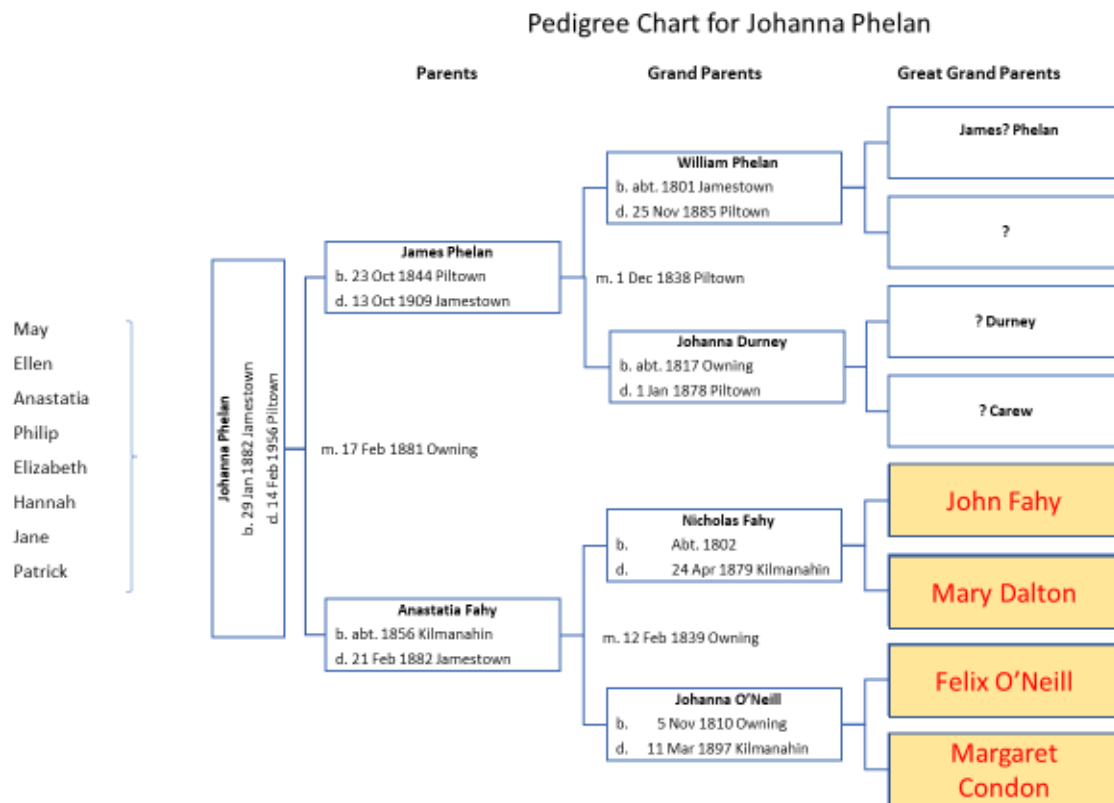 Pedigree Chart for Johanna Phelan
Parents
Grand Parents
Great Grand Parents
May
Ellen
Anastatia
Philip
Elizabeth
Hannah
Jane
Patrick
Johanna Phelan
b. 29 Jan 1882 Jamestown
d. 14 Feb 1956 Piltown
James Phelan
b. 23 Oct 1844 Piltown
d. 13 Oct 1909 Jamestown
m. 17 Feb 1881 Owning
Anastatia Fahy
b. abt. 1856 Kilmanahin
d. 21 Feb 1882 Jamestown
William Phelan
b. abt. 1801 Jamestown
d. 25 Nov 1885 Piltown
m. 1 Dec 1838 Piltown
Johanna Durney
b. abt. 1817 Owning
d. 1 Jan 1878 Piltown
Nicholas Fahy
b. Abt. 1802
d. 24 Apr 1879 Kilmanahin
m. 12 Feb 1839 Owning
Johanna O’Neill
b. 5 Nov 1810 Owning
d. 11 Mar 1897 Kilmanahin
James? Phelan
?
? Durney
? Carew
John Fahy
Mary Dalton
Felix O’Neill
Margaret
Condon